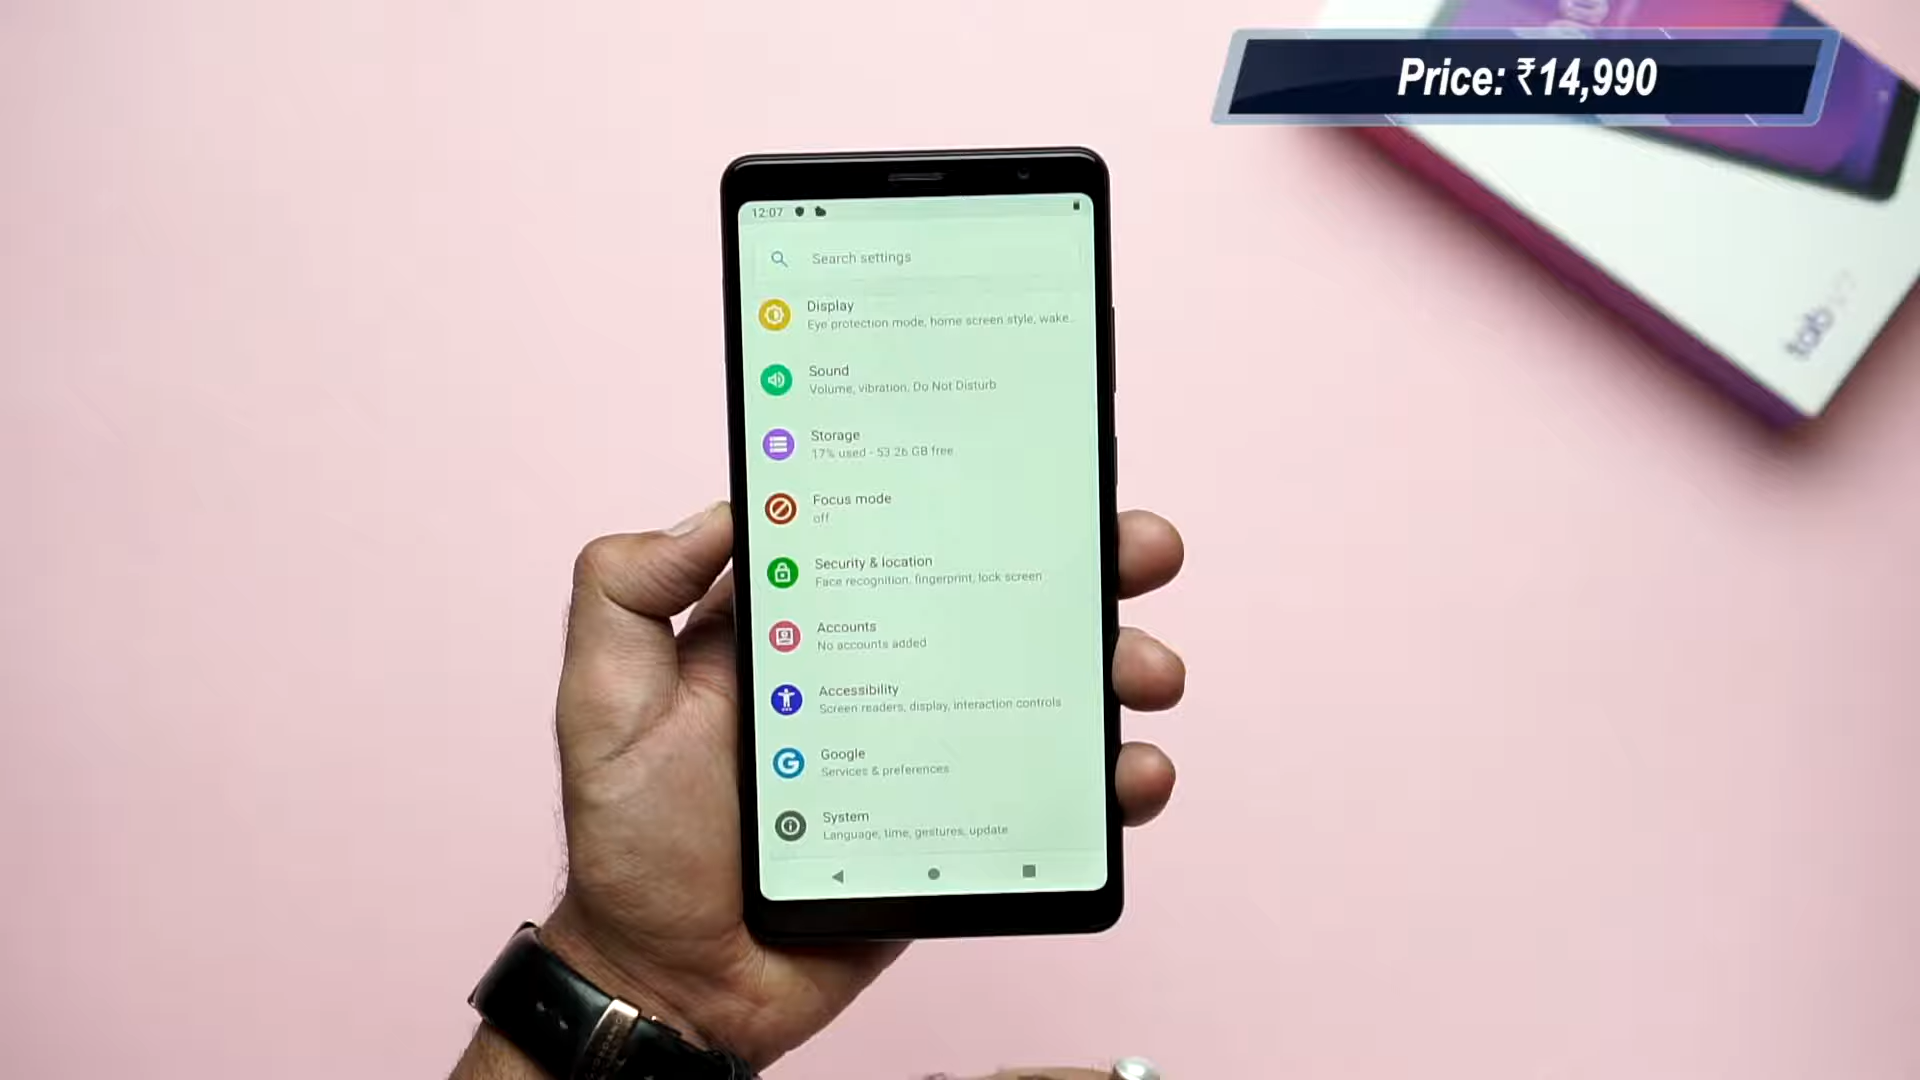 Price: ₹14,990
12:07
Search settings
Display
Eye protection mode, home screen style, wake...
Sound
Volume, vibration, Do Not Disturb
Storage
17% used - 53.26 GB free
Focus mode
off
Security & location
Face recognition, fingerprint, lock screen
Accounts
No accounts added
Accessibility
Screen readers, display, interaction controls
Google
Services & preferences
System
Language, time, gestures, update
tab